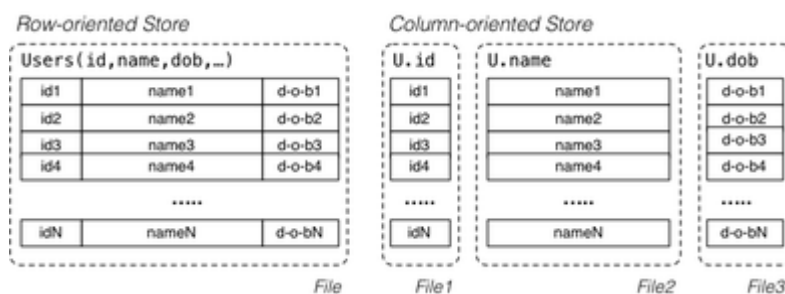 Row-oriented Store
Column-oriented Store
Users(id,name,dob,…)
id1 name1 d-o-b1
id2 name2 d-o-b2
id3 name3 d-o-b3
id4 name4 d-o-b4
.....
idN nameN d-o-bN
File
U.id
id1
id2
id3
id4
.....
idN
File1
U.name
name1
name2
name3
name4
.....
nameN
File2
U.dob
d-o-b1
d-o-b2
d-o-b3
d-o-b4
.....
d-o-bN
File3